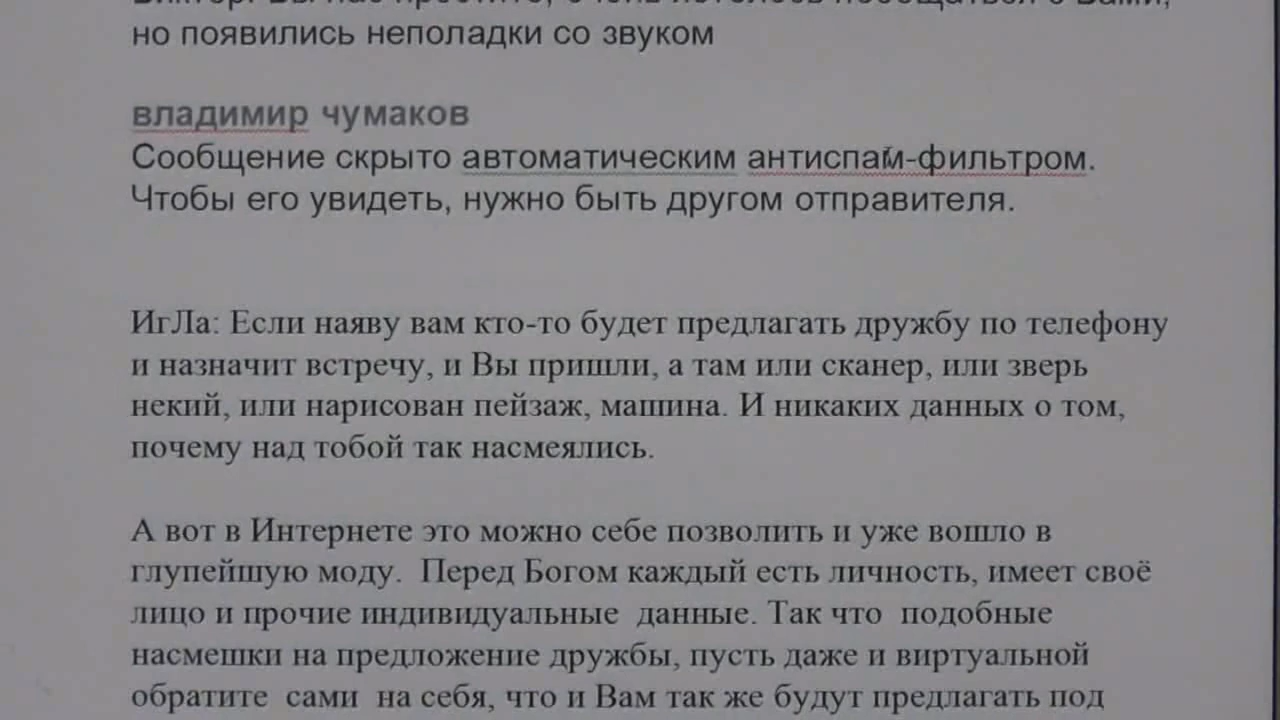 но появились неполадки со звуком
владимир чумаков
Сообщение скрыто автоматическим антиспам-фильтром.
Чтобы его увидеть, нужно быть другом отправителя.
ИгЛа: Если наяву вам кто-то будет предлагать дружбу по телефону
и назначит встречу, и Вы пришли, а там или сканер, или зверь
некий, или нарисован пейзаж, машина. И никаких данных о том,
почему над тобой так насмеялись.
А вот в Интернете это можно себе позволить и уже вошло в
глупейшую моду.  Перед Богом каждый есть личность, имеет своё
лицо и прочие индивидуальные  данные. Так что  подобные
насмешки на предложение дружбы, пусть даже и виртуальной
обратите  сами  на себя, что и Вам так же будут предлагать под